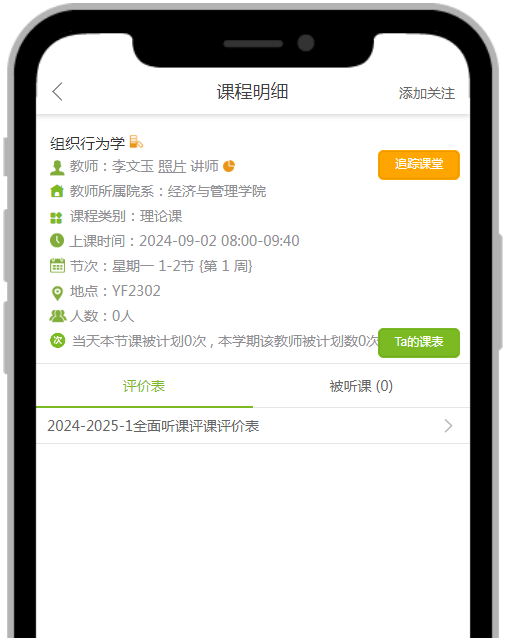 课程明细
添加关注
组织行为学
教师：李文玉 照片 讲师
追踪课堂
教师所属院系：经济与管理学院
课程类别：理论课
上课时间：2024-09-02 08:00-09:40
节次：星期一 1-2节 {第 1 周}
地点：YF2302
人数：0人
次 当天本节课被计划0次，本学期该教师被计划数0次
Ta的课表
评价表
被听课 (0)
2024-2025-1全面听课评课评价表